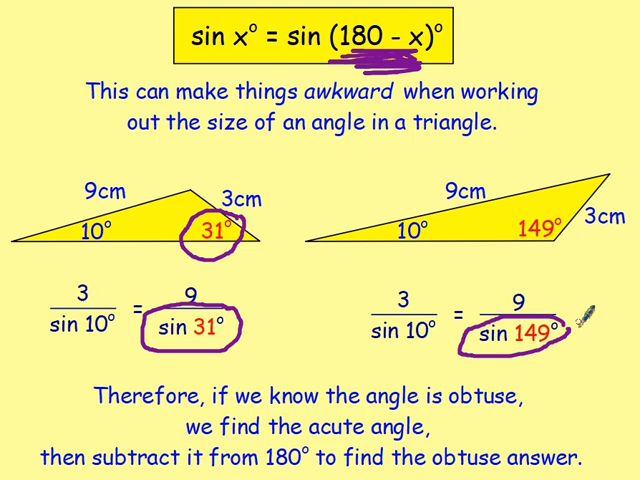 sin x° = sin (180 - x)°
This can make things awkward when working
out the size of an angle in a triangle.
9cm
3cm
10°
31°
9cm
3cm
10°
149°
3
sin 10°
=
9
sin 31°
3
sin 10°
=
9
sin 149°
Therefore, if we know the angle is obtuse,
we find the acute angle,
then subtract it from 180° to find the obtuse answer.